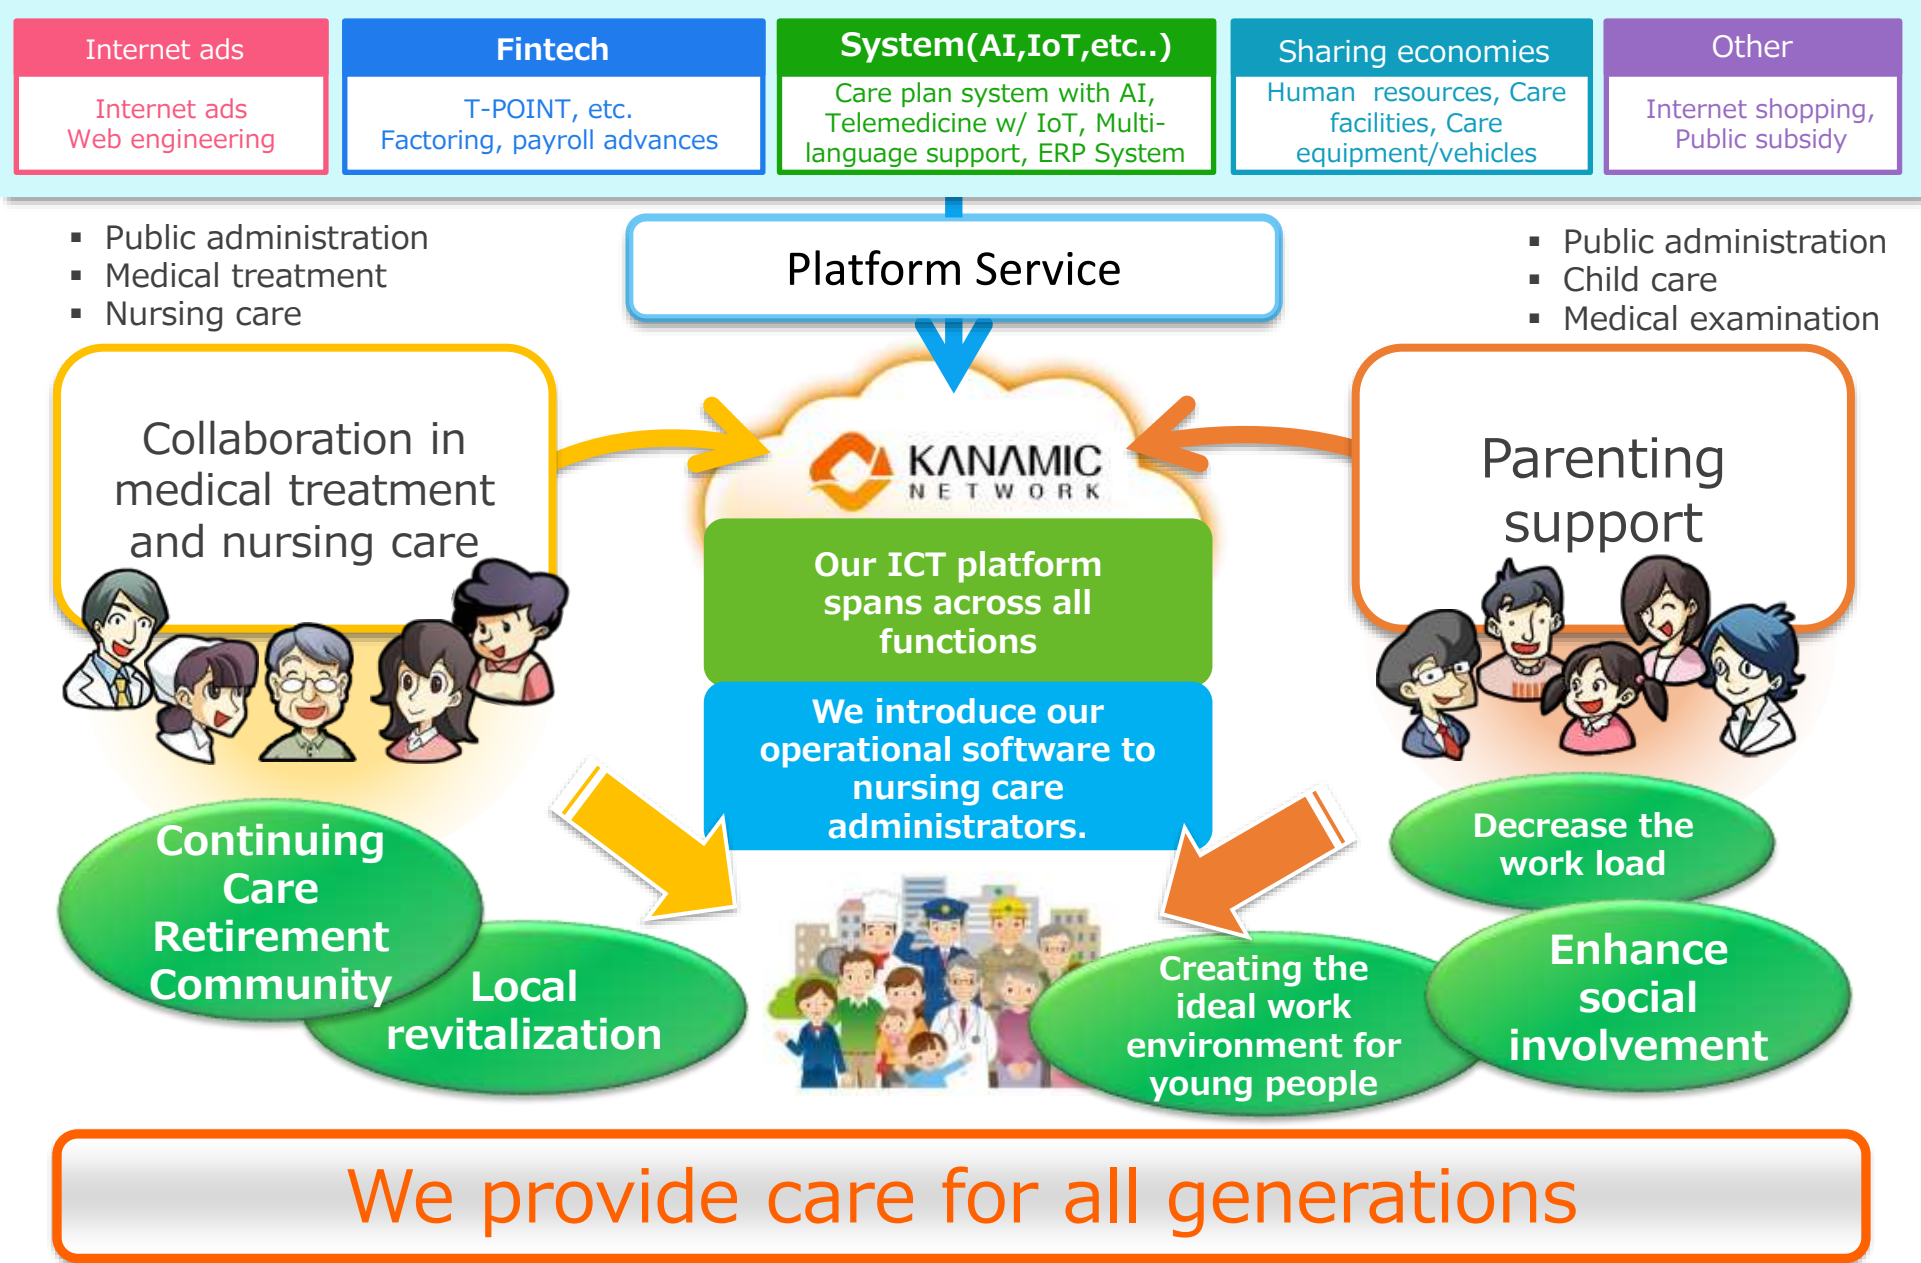 Internet ads
Internet ads
Web engineering
Fintech
T-POINT, etc.
Factoring, payroll advances
System(AI,IoT,etc..)
Care plan system with AI,
Telemedicine w/ IoT, Multi-
language support, ERP System
Sharing economies
Human resources, Care
facilities, Care
equipment/vehicles
Other
Internet shopping,
Public subsidy
▪ Public administration
▪ Medical treatment
▪ Nursing care
Platform Service
▪ Public administration
▪ Child care
▪ Medical examination
Collaboration in
medical treatment
and nursing care
KANAMIC
NETWORK
Parenting
support
Our ICT platform
spans across all
functions
We introduce our
operational software to
nursing care
administrators.
Continuing
Care
Retirement
Community
Local
revitalization
Decrease the
work load
Creating the
ideal work
environment for
young people
Enhance
social
involvement
We provide care for all generations